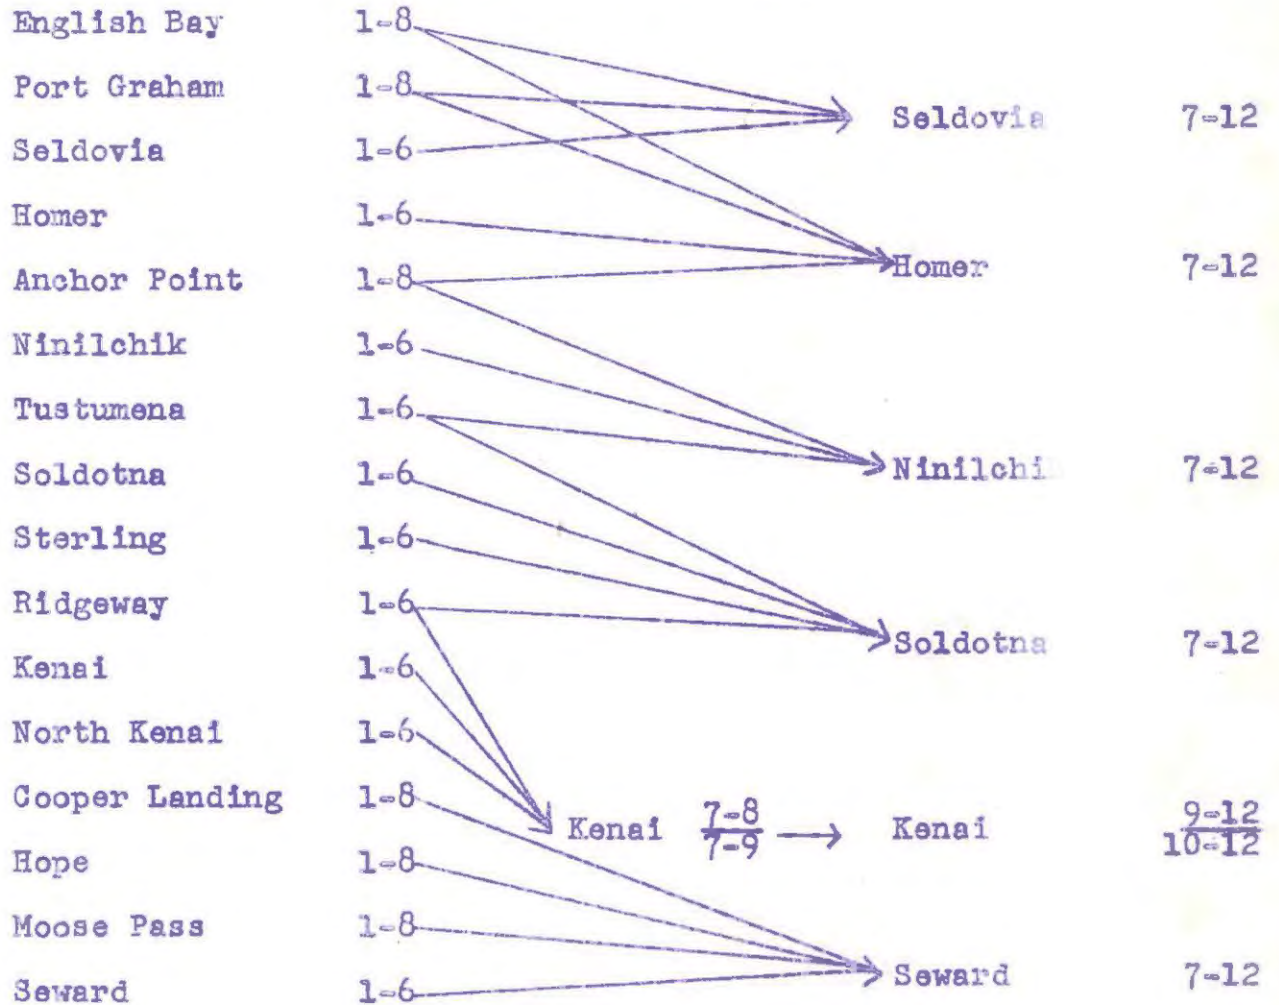 English Bay 1-8
Port Graham 1-8
Seldovia 7-12
Seldovia 1-6
Homer 1-6
Homer 7-12
Anchor Point 1-8
Ninilchik 1-6
Tustumena 1-6
Ninilchi 7-12
Soldotna 1-6
Sterling 1-6
Ridgeway 1-6
Soldotna 7-12
Kenai 1-6
North Kenai 1-6
Cooper Landing 1-8
Kenai 7-8 → Kenai 9-12
7-9 10-12
Hope 1-8
Moose Pass 1-8
Seward 7-12
Seward 1-6